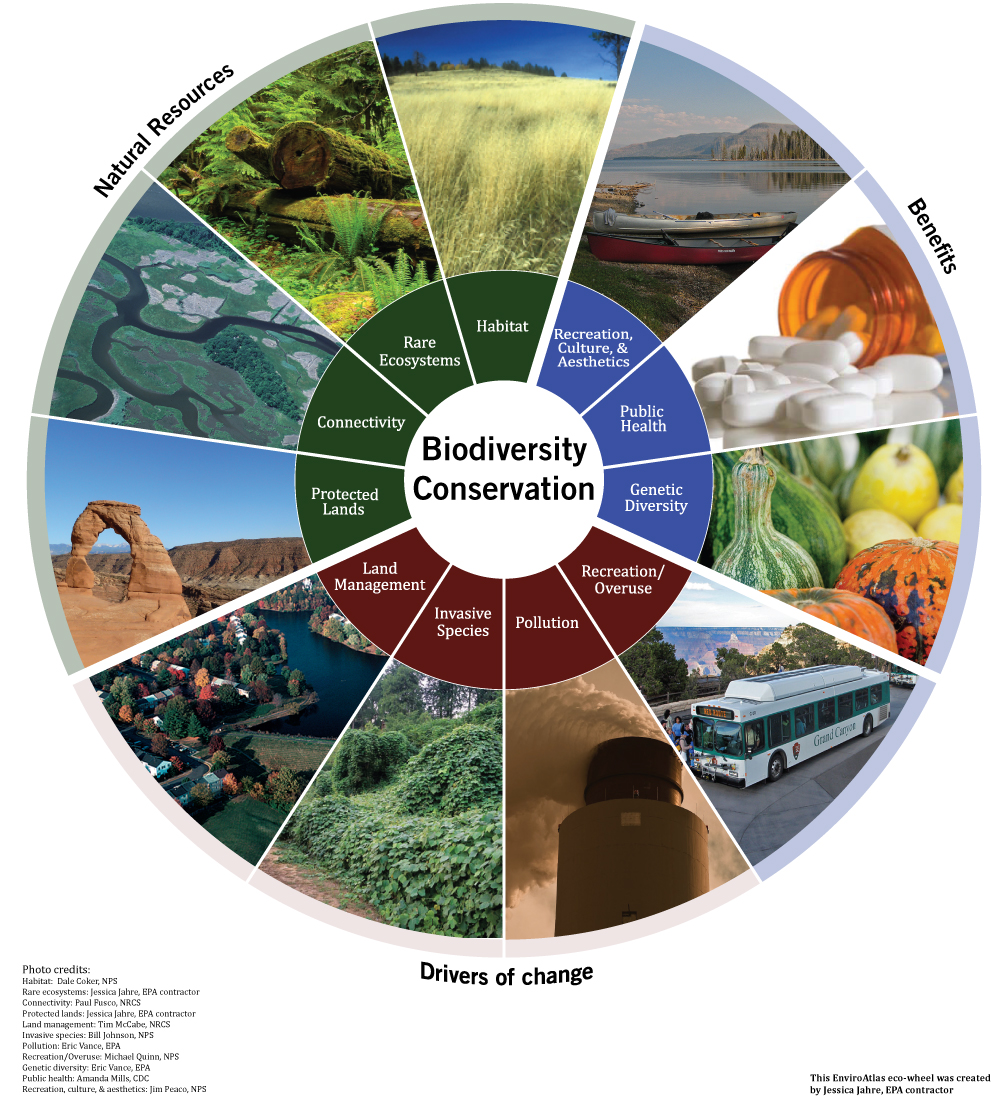 Natural Resources
Benefits
Habitat
Rare
Ecosystems
Recreation,
Culture, &
Aesthetics
Connectivity
Public
Health
Biodiversity
Conservation
Protected
Lands
Genetic
Diversity
Land
Management
Recreation/
Overuse
Invasive
Species
Pollution
Grand Canyon
Drivers of change
Photo credits:
Habitat: Dale Coker, NPS
Rare ecosystems: Jessica Jahre, EPA contractor
Connectivity: Paul Fusco, NRCS
Protected lands: Jessica Jahre, EPA contractor
Land management: Tim McCabe, NRCS
Invasive species: Bill Johnson, NPS
Pollution: Eric Vance, EPA
Recreation/Overuse: Michael Quinn, NPS
Genetic diversity: Eric Vance, EPA
Public health: Amanda Mills, CDC
Recreation, culture, & aesthetics: Jim Peaco, NPS
This EnviroAtlas eco-wheel was created
by Jessica Jahre, EPA contractor